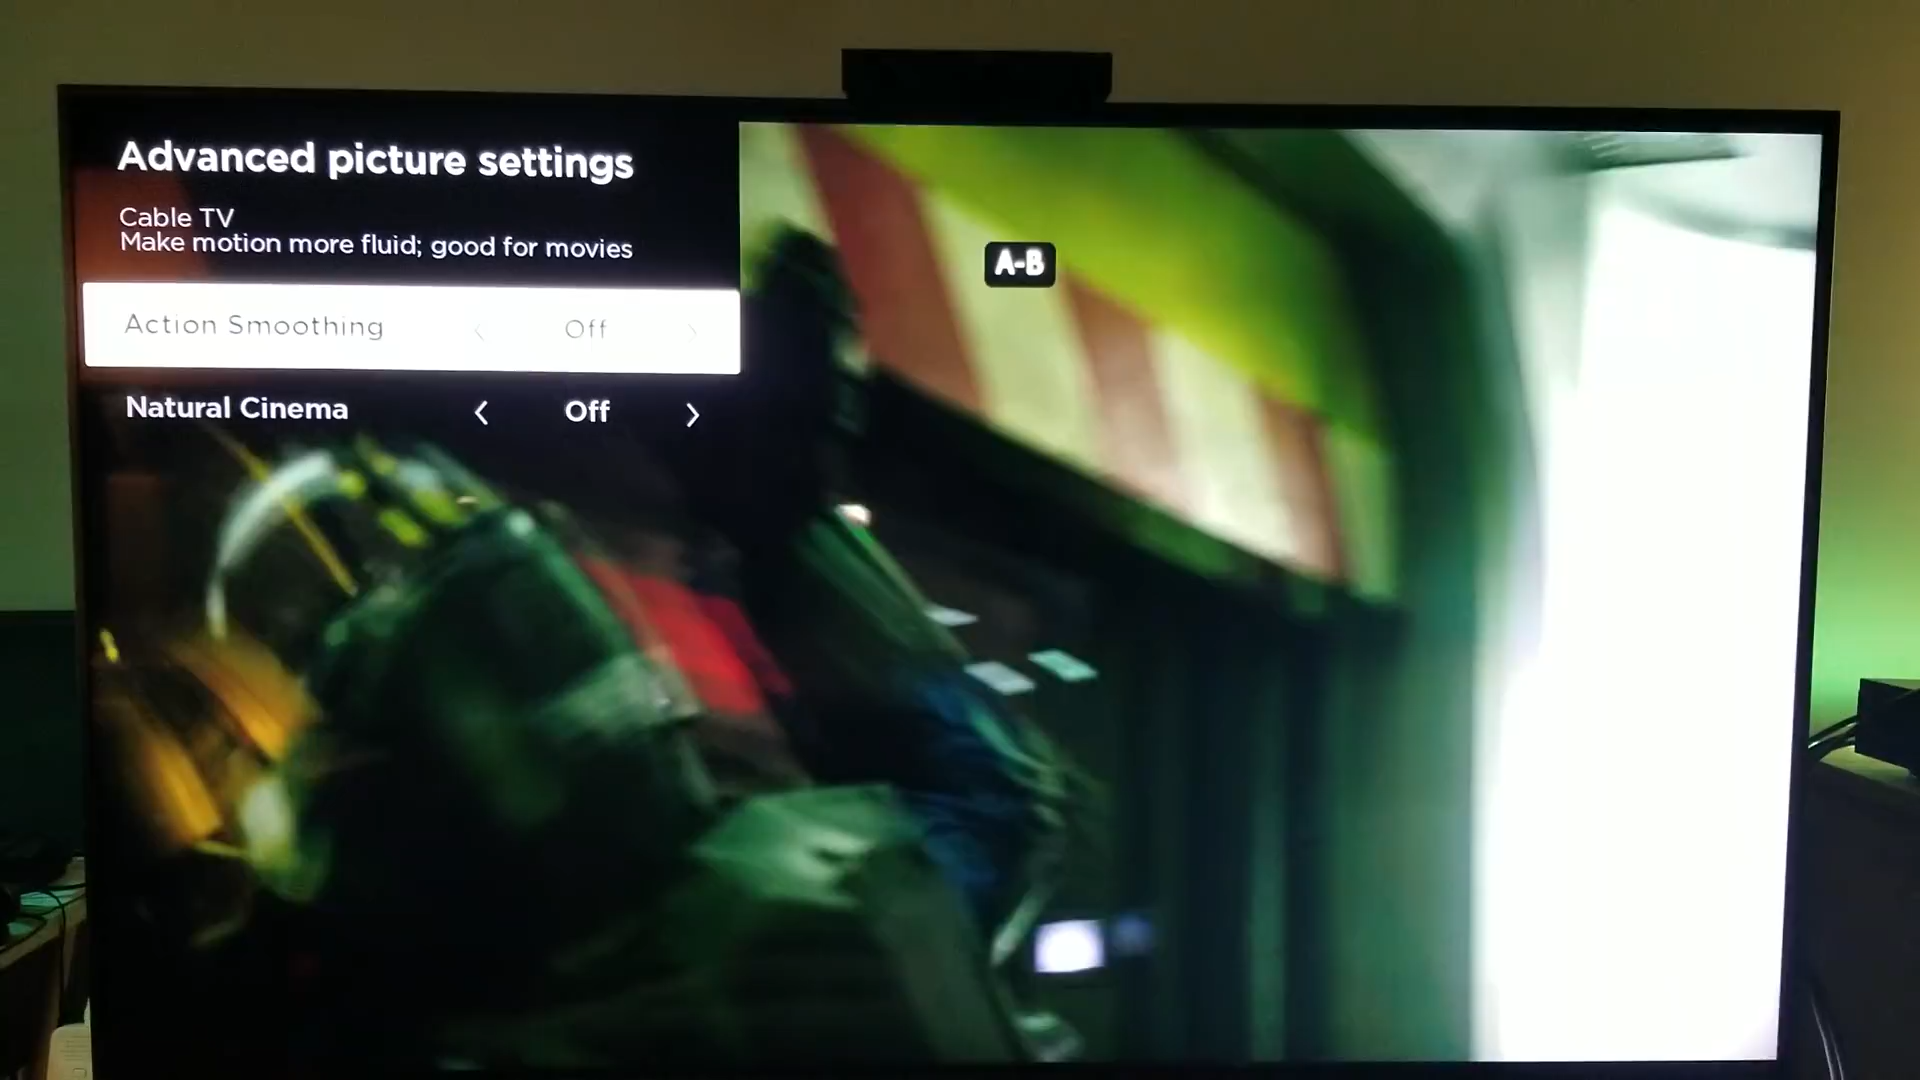 Advanced picture settings
Cable TV
Make motion more fluid; good for movies
A-B
Action Smoothing < Off >
Natural Cinema < Off >